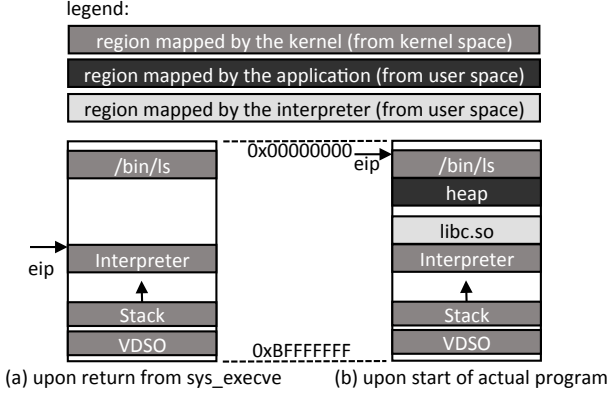 legend:
region mapped by the kernel (from kernel space)
region mapped by the application (from user space)
region mapped by the interpreter (from user space)
0x00000000
eip
/bin/ls
/bin/ls
heap
libc.so
eip
Interpreter
Interpreter
Stack
Stack
VDSO
0xBFFFFFFF
VDSO
(a) upon return from sys_execve
(b) upon start of actual program